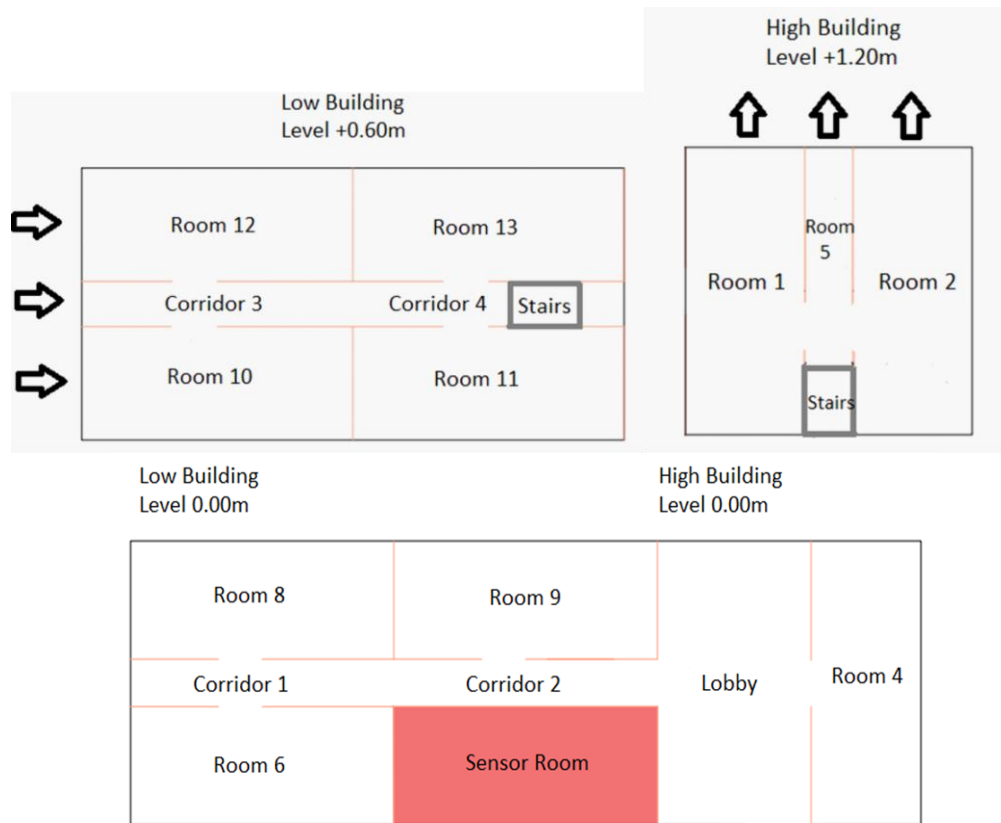 High Building
Level +1.20m
Low Building
Level +0.60m
Room 12
Room 13
Room
5
Room 1
Room 2
Corridor 3
Corridor 4
Stairs
Room 10
Room 11
Stairs
Low Building
Level 0.00m
High Building
Level 0.00m
Room 8
Room 9
Corridor 1
Corridor 2
Lobby
Room 4
Room 6
Sensor Room